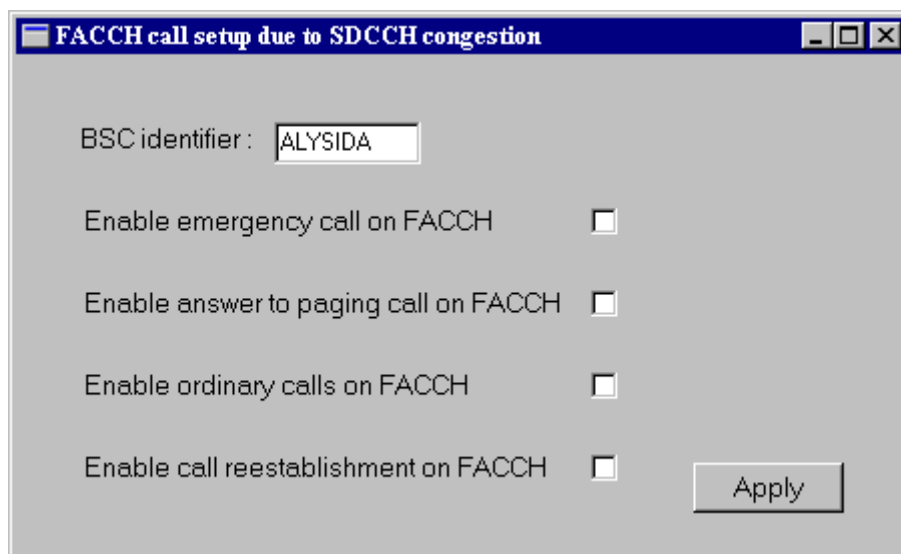 FACCH call setup due to SDCCH congestion
BSC identifier : ALYSIDA
Enable emergency call on FACCH
Enable answer to paging call on FACCH
Enable ordinary calls on FACCH
Enable call reestablishment on FACCH
Apply